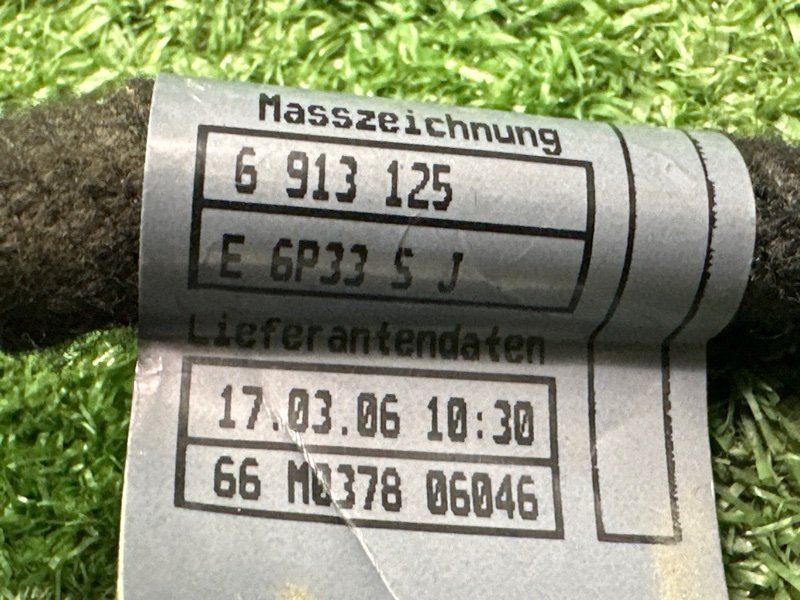 Masszeichnung
6 913 125
E 6P33 S J
Lieferantendaten
17.03.06 10:30
66 M0378 06046